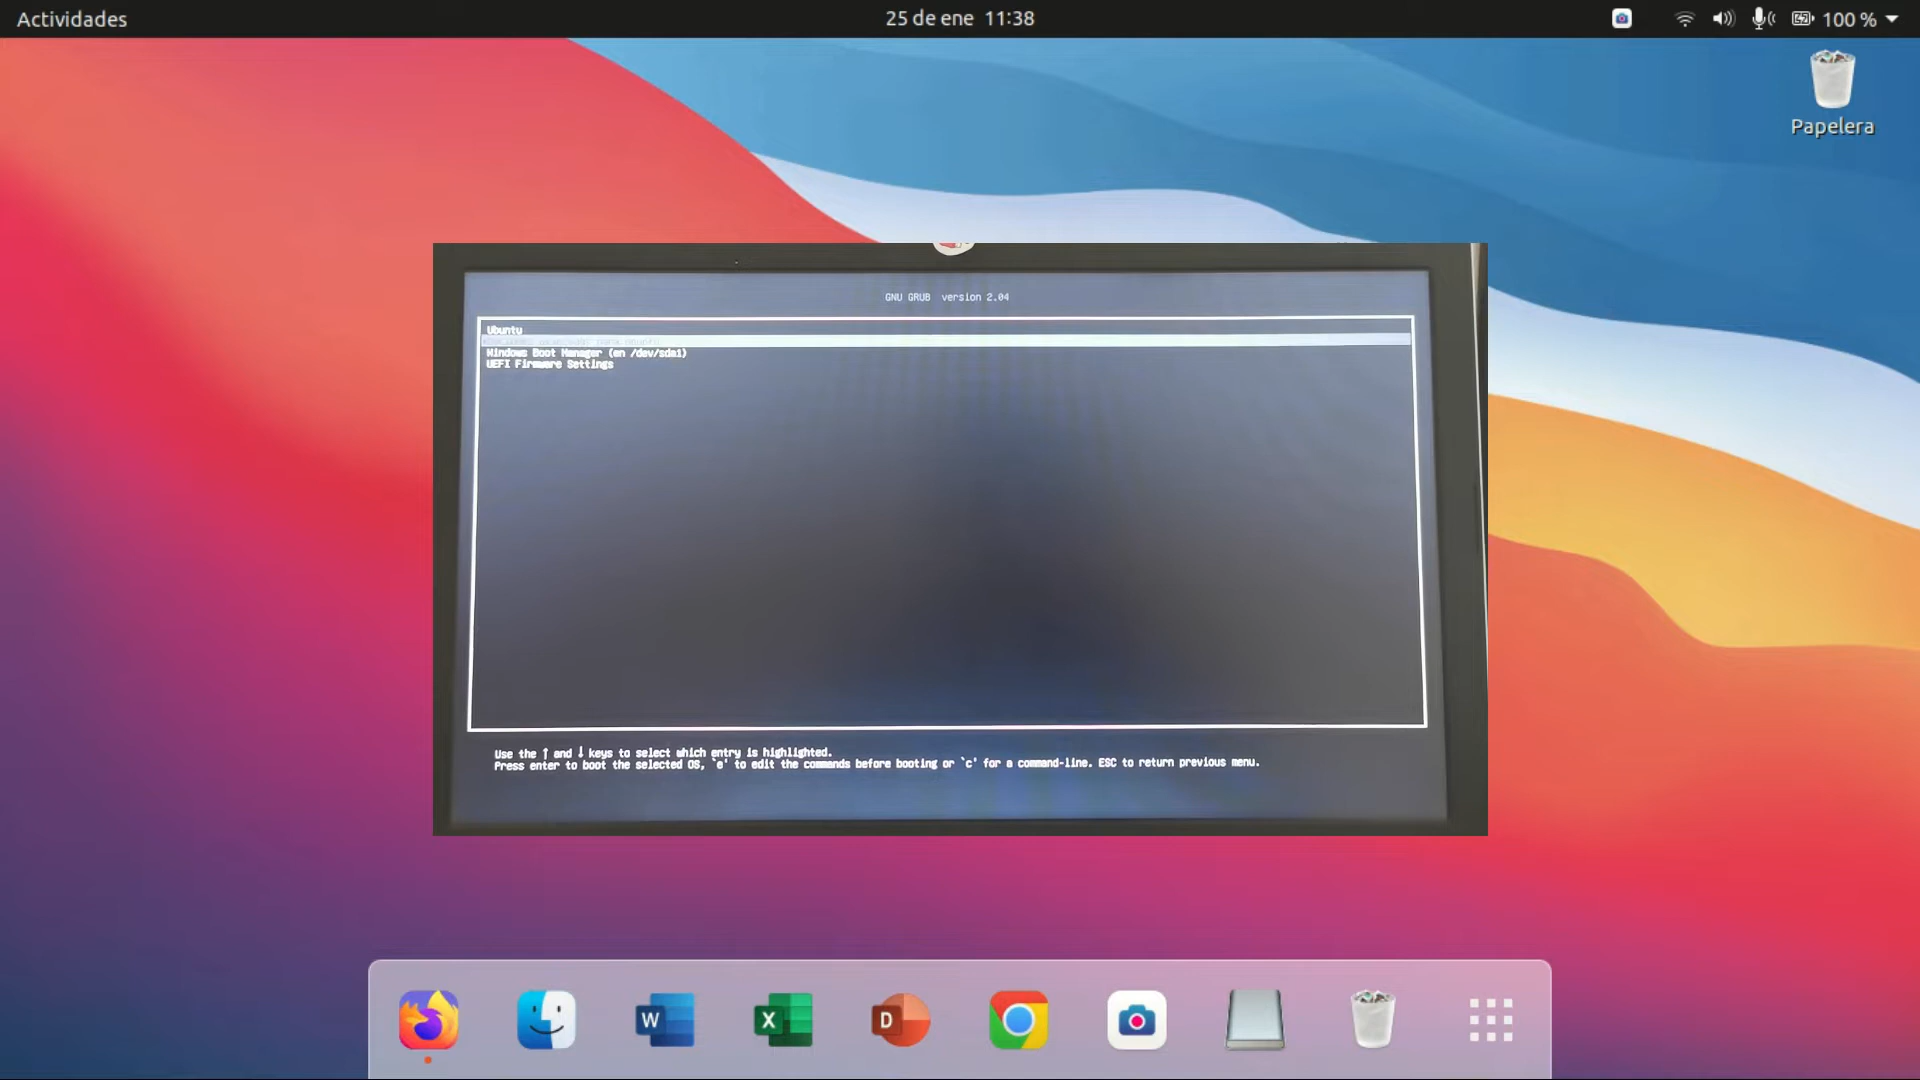 Actividades
25 de ene 11:38
100 %
Papelera
GNU GRUB version 2.04
Ubuntu
Windows Boot Manager (en /dev/sda1)
UEFI Firmware Settings
Use the ↑ and ↓ keys to select which entry is highlighted.
Press enter to boot the selected OS, `e' to edit the commands before booting or `c' for a command-line. ESC to return previous menu.
W
X
D